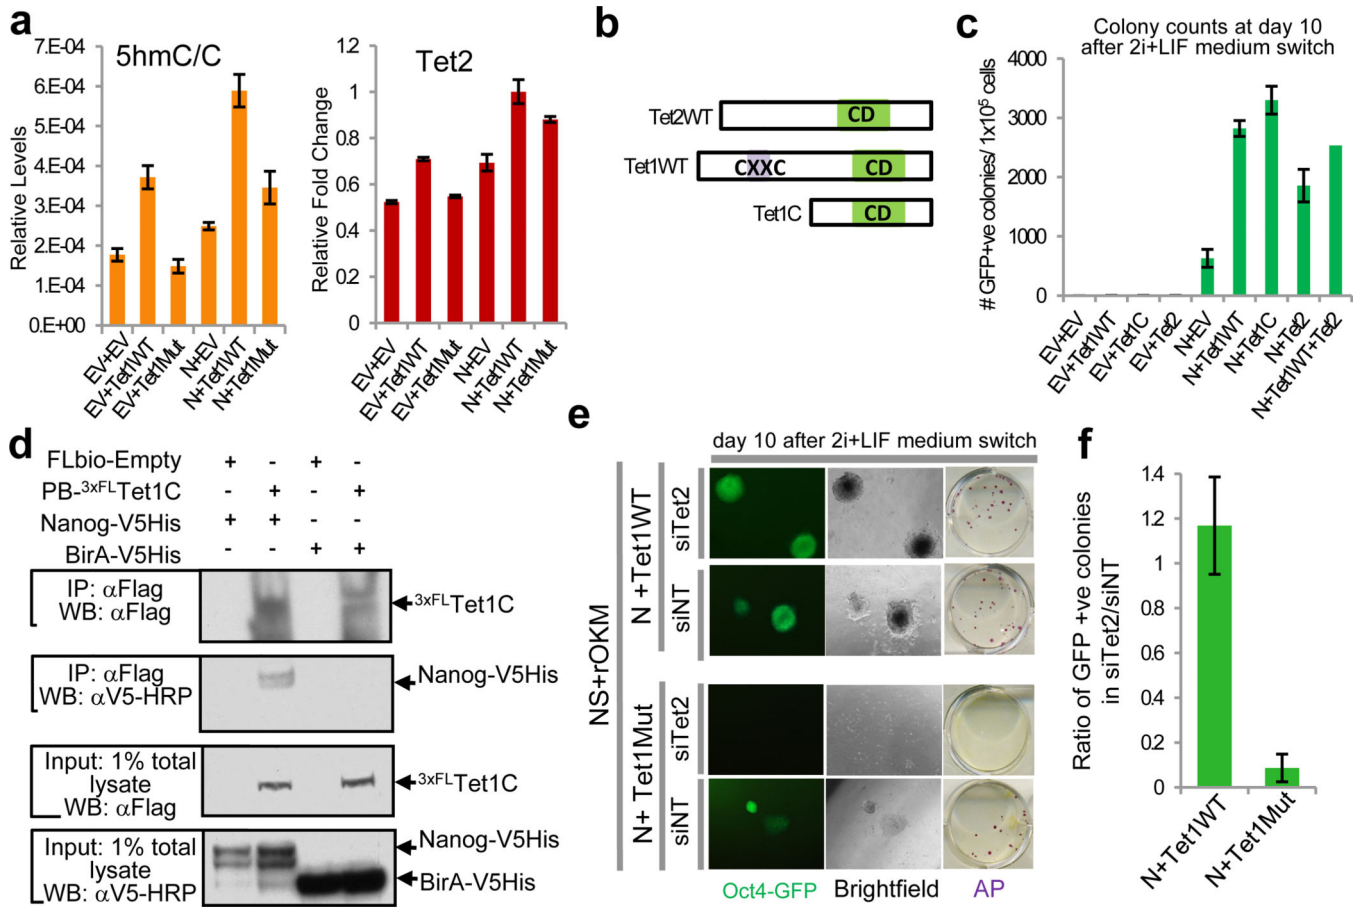 a
5hmC/C
Relative Levels
7.E-04
6.E-04
5.E-04
4.E-04
3.E-04
2.E-04
1.E-04
0.E+00
EV+EV
EV+Tet1WT
EV+Tet1Mut
N+EV
N+Tet1WT
N+Tet1Mut
Tet2
Relative Fold Change
1.2
1
0.8
0.6
0.4
0.2
0
EV+EV
EV+Tet1WT
EV+Tet1Mut
N+EV
N+Tet1WT
N+Tet1Mut
b
Tet2WT
CD
Tet1WT
CXXC
CD
Tet1C
CD
c
Colony counts at day 10
after 2i+LIF medium switch
# GFP+ve colonies/ 1x10⁵ cells
4000
3000
2000
1000
0
EV+EV
EV+Tet1WT
EV+Tet1C
EV+Tet2
N+EV
N+Tet1WT
N+Tet1C
N+Tet2
N+Tet1WT+Tet2
d
FLbio-Empty + - + -
PB-³ˣᶠᴸTet1C - + - +
Nanog-V5His + + - -
BirA-V5His - - + +
IP: αFlag
WB: αFlag
³ˣᶠᴸTet1C
IP: αFlag
WB: αV5-HRP
Nanog-V5His
Input: 1% total
lysate
WB: αFlag
³ˣᶠᴸTet1C
Input: 1% total
lysate
WB: αV5-HRP
Nanog-V5His
BirA-V5His
e
day 10 after 2i+LIF medium switch
NS+rOKM
N +Tet1WT
siTet2
siNT
N+ Tet1Mut
siTet2
siNT
Oct4-GFP
Brightfield
AP
f
Ratio of GFP +ve colonies
in siTet2/siNT
1.4
1.2
1
0.8
0.6
0.4
0.2
0
N+Tet1WT
N+Tet1Mut